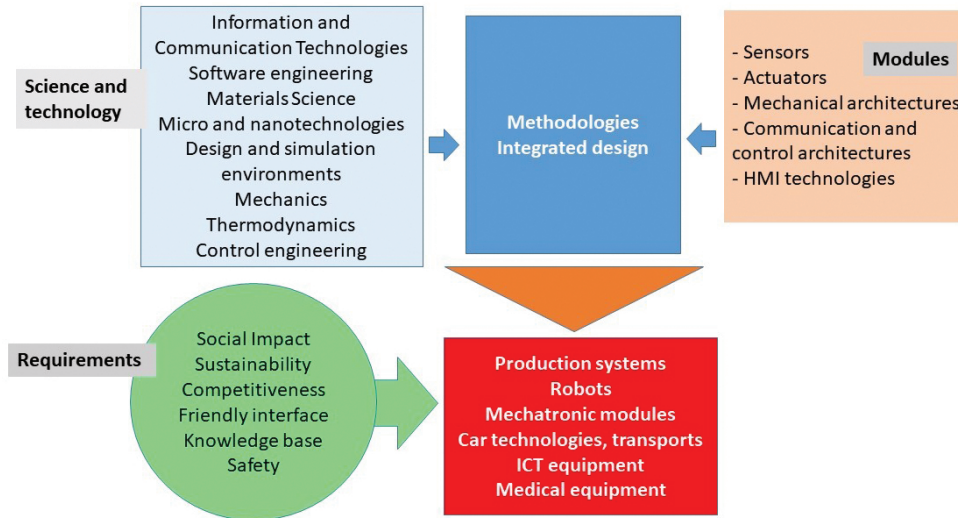 Science and
technology
Information and
Communication Technologies
Software engineering
Materials Science
Micro and nanotechnologies
Design and simulation
environments
Mechanics
Thermodynamics
Control engineering
Methodologies
Integrated design
Modules
- Sensors
- Actuators
- Mechanical architectures
- Communication and
control architectures
- HMI technologies
Requirements
Social Impact
Sustainability
Competitiveness
Friendly interface
Knowledge base
Safety
Production systems
Robots
Mechatronic modules
Car technologies, transports
ICT equipment
Medical equipment